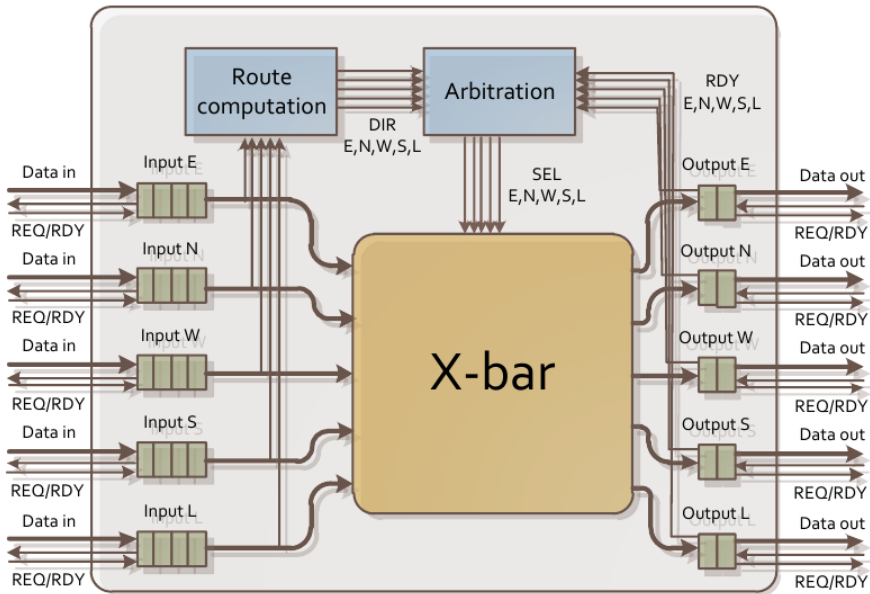 Route
computation
Arbitration
RDY
E,N,W,S,L
DIR
E,N,W,S,L
SEL
E,N,W,S,L
Data in
Input E
REQ/RDY
Data in
Input N
REQ/RDY
Data in
Input W
REQ/RDY
Data in
Input S
REQ/RDY
Data in
Input L
REQ/RDY
X-bar
Output E
Data out
REQ/RDY
Output N
Data out
REQ/RDY
Output W
Data out
REQ/RDY
Output S
Data out
REQ/RDY
Output L
Data out
REQ/RDY